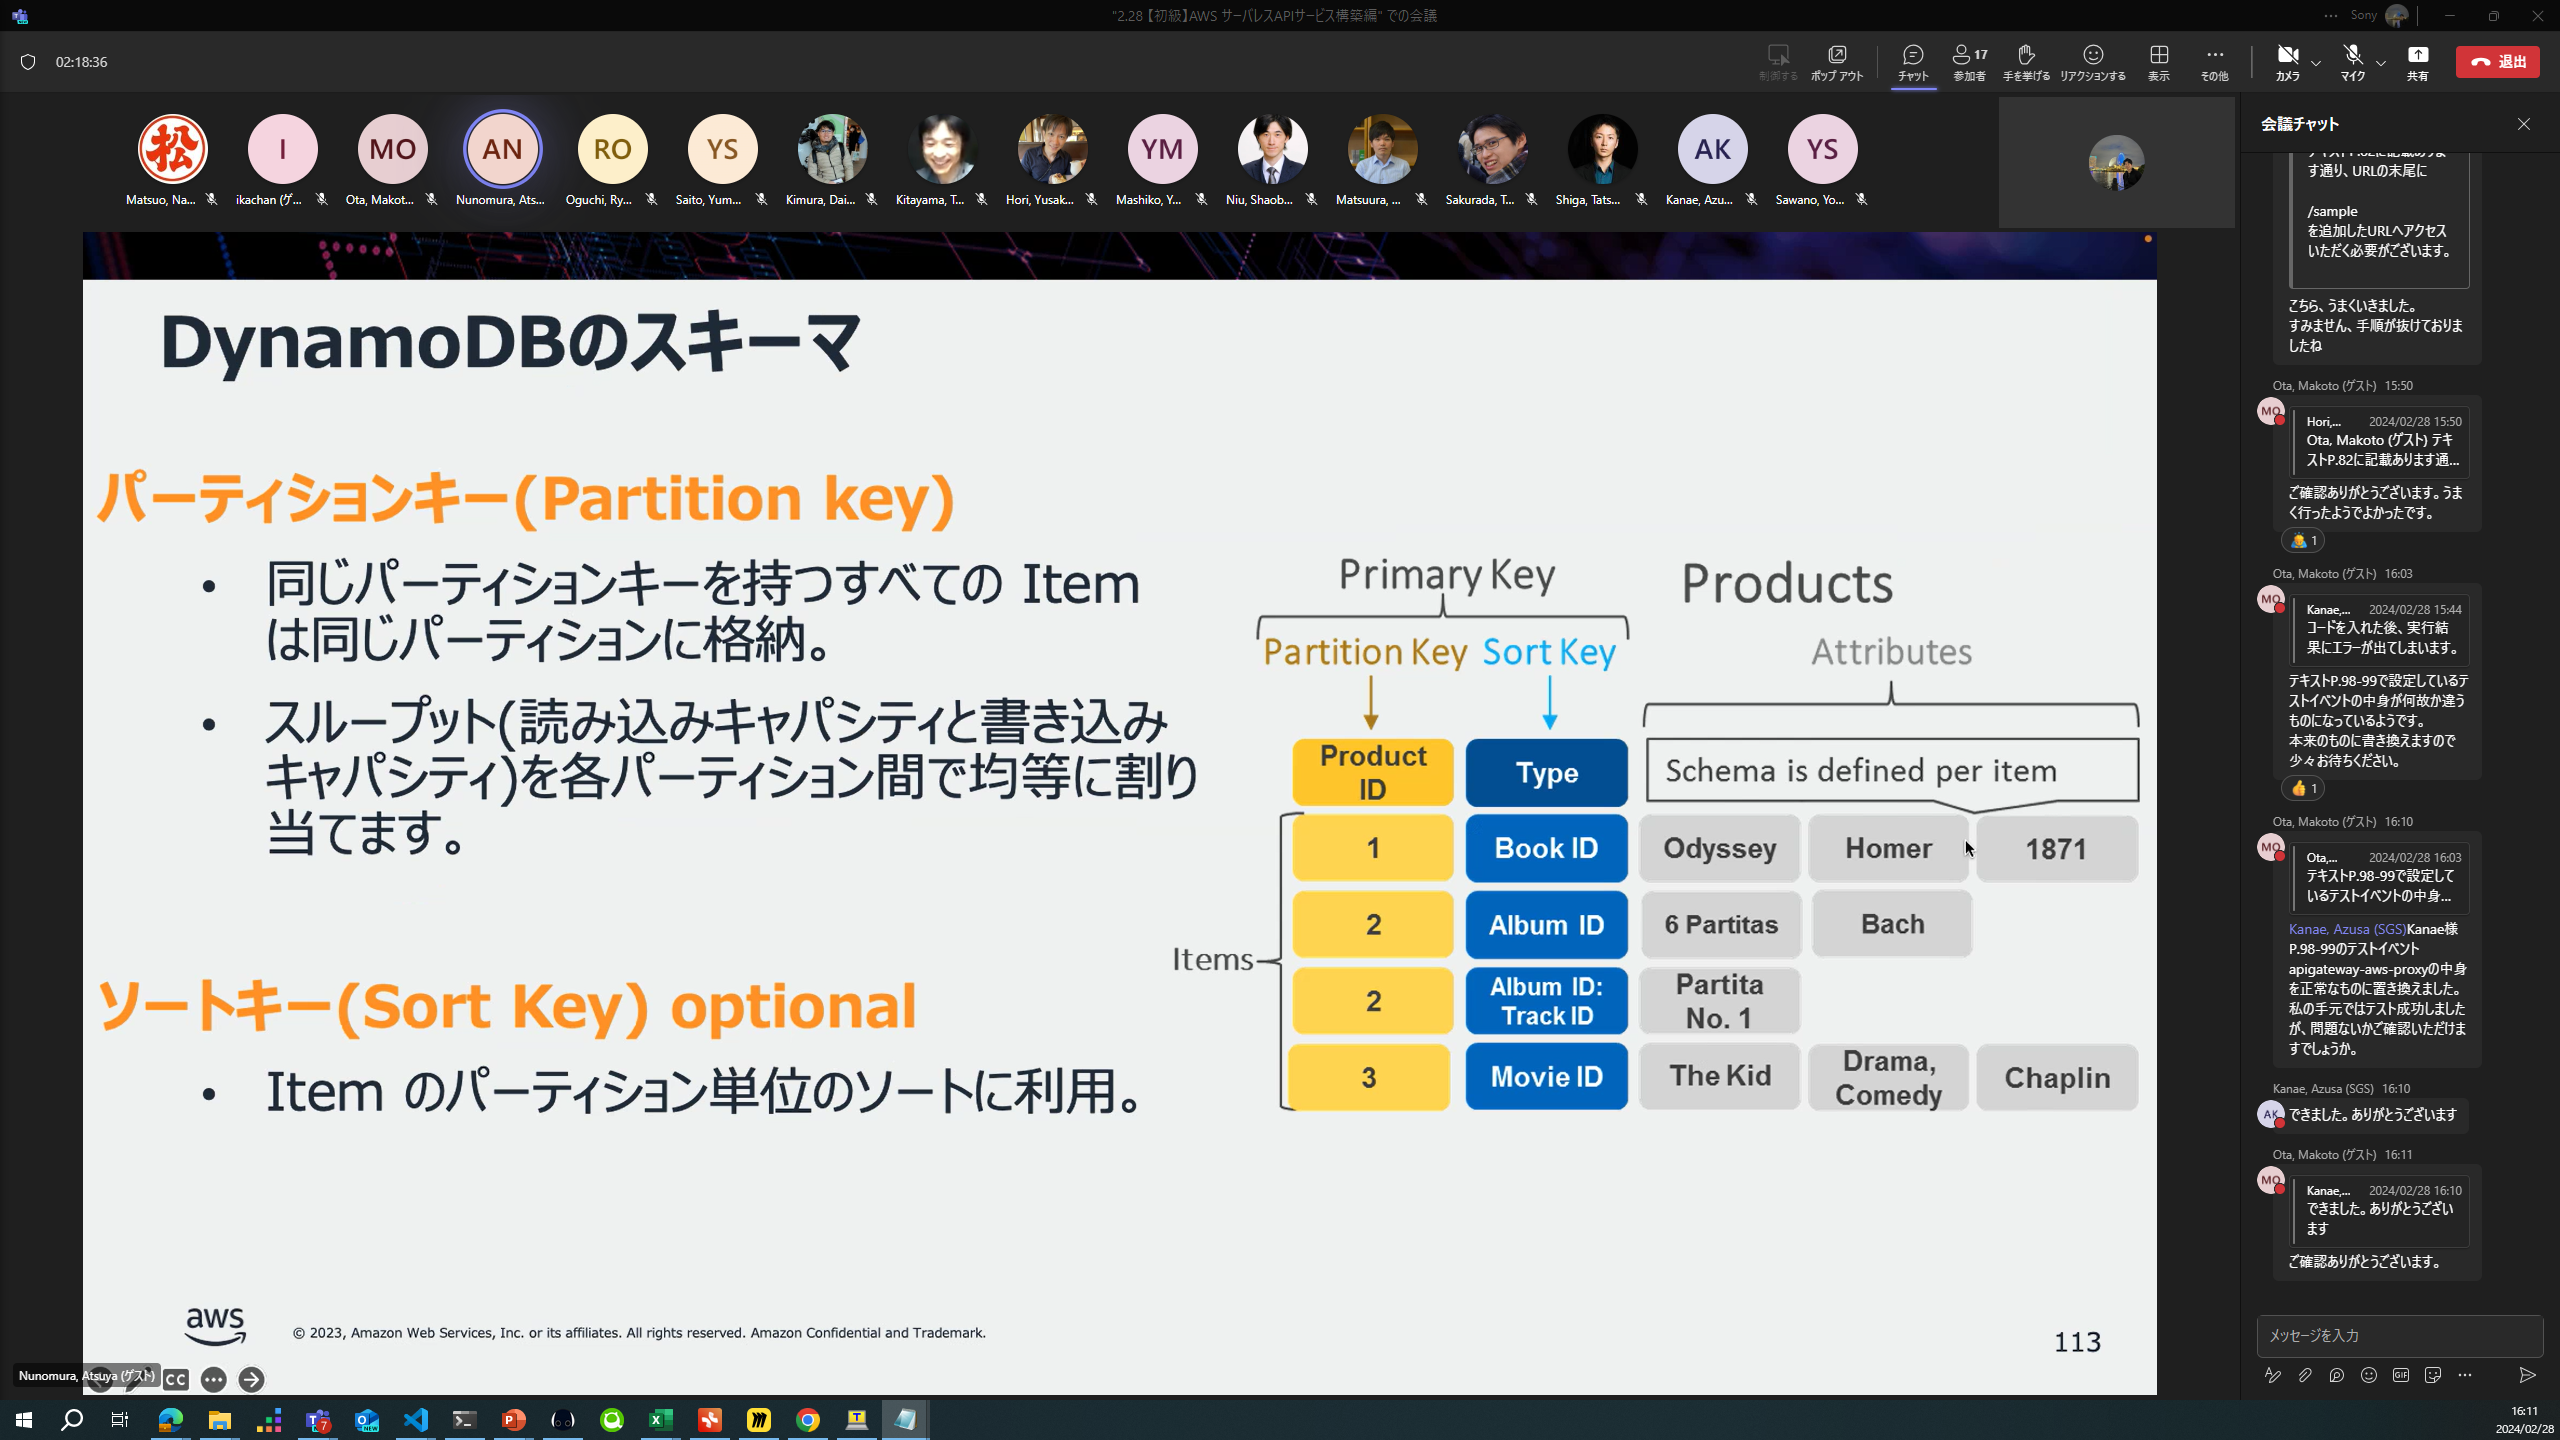 "2.28 【初級】AWS サーバレスAPIサービス構築編" での会議
Sony
02:18:36
制御する
ポップ アウト
チャット
17
参加者
手を挙げる
リアクションする
表示
その他
カメラ
マイク
共有
退出
I
MO
AN
RO
YS
YM
AK
YS
松
Matsuo, Na...
ikachan (ゲ...
Ota, Makot...
Nunomura, Ats...
Oguchi, Ry...
Saito, Yum...
Kimura, Dai...
Kitayama, T...
Hori, Yusak...
Mashiko, Y...
Niu, Shaob...
Matsuura, ...
Sakurada, T...
Shiga, Tats...
Kanae, Azu...
Sawano, Yo...
DynamoDBのスキーマ
パーティションキー(Partition key)
• 同じパーティションキーを持つすべての Item
は同じパーティションに格納。
• スループット(読み込みキャパシティと書き込み
キャパシティ)を各パーティション間で均等に割り
当てます。
ソートキー(Sort Key) optional
• Item のパーティション単位のソートに利用。
Primary Key
Products
Partition Key
Sort Key
Attributes
Product
ID
Type
Schema is defined per item
Items
1
Book ID
Odyssey
Homer
1871
2
Album ID
6 Partitas
Bach
2
Album ID:
Track ID
Partita
No. 1
3
Movie ID
The Kid
Drama,
Comedy
Chaplin
aws
© 2023, Amazon Web Services, Inc. or its affiliates. All rights reserved. Amazon Confidential and Trademark.
113
Nunomura, Atsuya (ゲスト)
CC
会議チャット
す通り、URLの末尾に
/sample
を追加したURLへアクセス
いただく必要がございます。
こちら、うまくいきました。
すみません、手順が抜けておりま
したね
Ota, Makoto (ゲスト) 15:50
MO
Hori,... 2024/02/28 15:50
Ota, Makoto (ゲスト) テキ
ストP.82に記載あります通...
ご確認ありがとうございます。うま
く行ったようでよかったです。
1
Ota, Makoto (ゲスト) 16:03
MO
Kanae,... 2024/02/28 15:44
コードを入れた後、実行結
果にエラーが出てしまいます。
テキストP.98-99で設定しているテ
ストイベントの中身が何故か違う
ものになっているようです。
本来のものに書き換えますので
少々お待ちください。
1
Ota, Makoto (ゲスト) 16:10
MO
Ota,... 2024/02/28 16:03
テキストP.98-99で設定して
いるテストイベントの中身...
Kanae, Azusa (SGS)Kanae様
P.98-99のテストイベント
apigateway-aws-proxyの中身
を正常なものに置き換えました。
私の手元ではテスト成功しました
が、問題ないかご確認いただけま
すでしょうか。
Kanae, Azusa (SGS) 16:10
AK
できました。ありがとうございます
Ota, Makoto (ゲスト) 16:11
MO
Kanae,... 2024/02/28 16:10
できました。ありがとうござい
ます
ご確認ありがとうございます。
メッセージを入力
GIF
7
NEW
16:11
2024/02/28